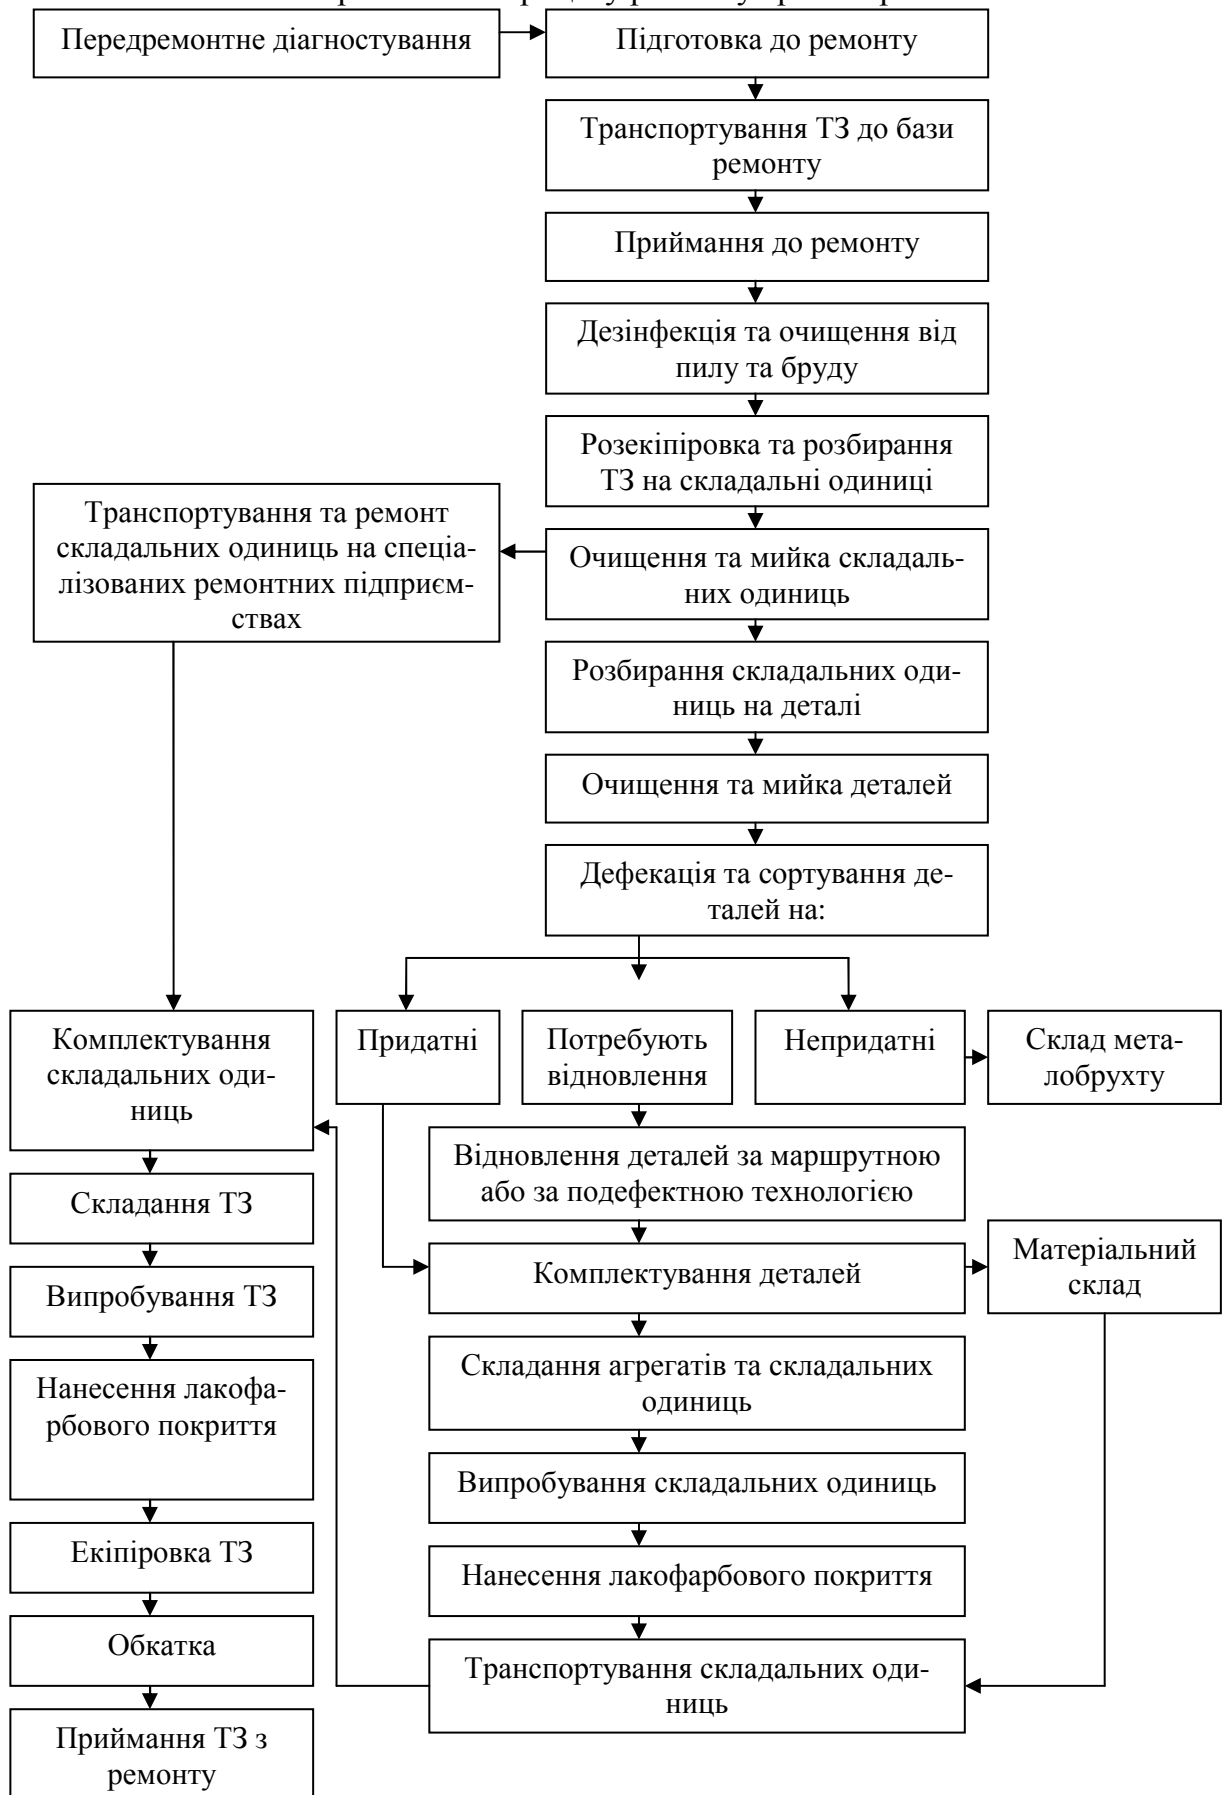 Передремонтне діагностування
Підготовка до ремонту
Транспортування ТЗ до бази
ремонту
Приймання до ремонту
Дезінфекція та очищення від
пилу та бруду
Розекіпіровка та розбирання
ТЗ на складальні одиниці
Транспортування та ремонт
складальних одиниць на спеціа-
лізованих ремонтних підприєм-
ствах
Очищення та мийка складаль-
них одиниць
Розбирання складальних оди-
ниць на деталі
Очищення та мийка деталей
Дефекація та сортування де-
талей на:
Комплектування
складальних оди-
ниць
Придатні
Потребують
відновлення
Непридатні
Склад мета-
лобрухту
Відновлення деталей за маршрутною
або за подефектною технологією
Складання ТЗ
Комплектування деталей
Матеріальний
склад
Випробування ТЗ
Складання агрегатів та складальних
одиниць
Нанесення лакофа-
рбового покриття
Випробування складальних одиниць
Екіпіровка ТЗ
Нанесення лакофарбового покриття
Обкатка
Транспортування складальних оди-
ниць
Приймання ТЗ з
ремонту